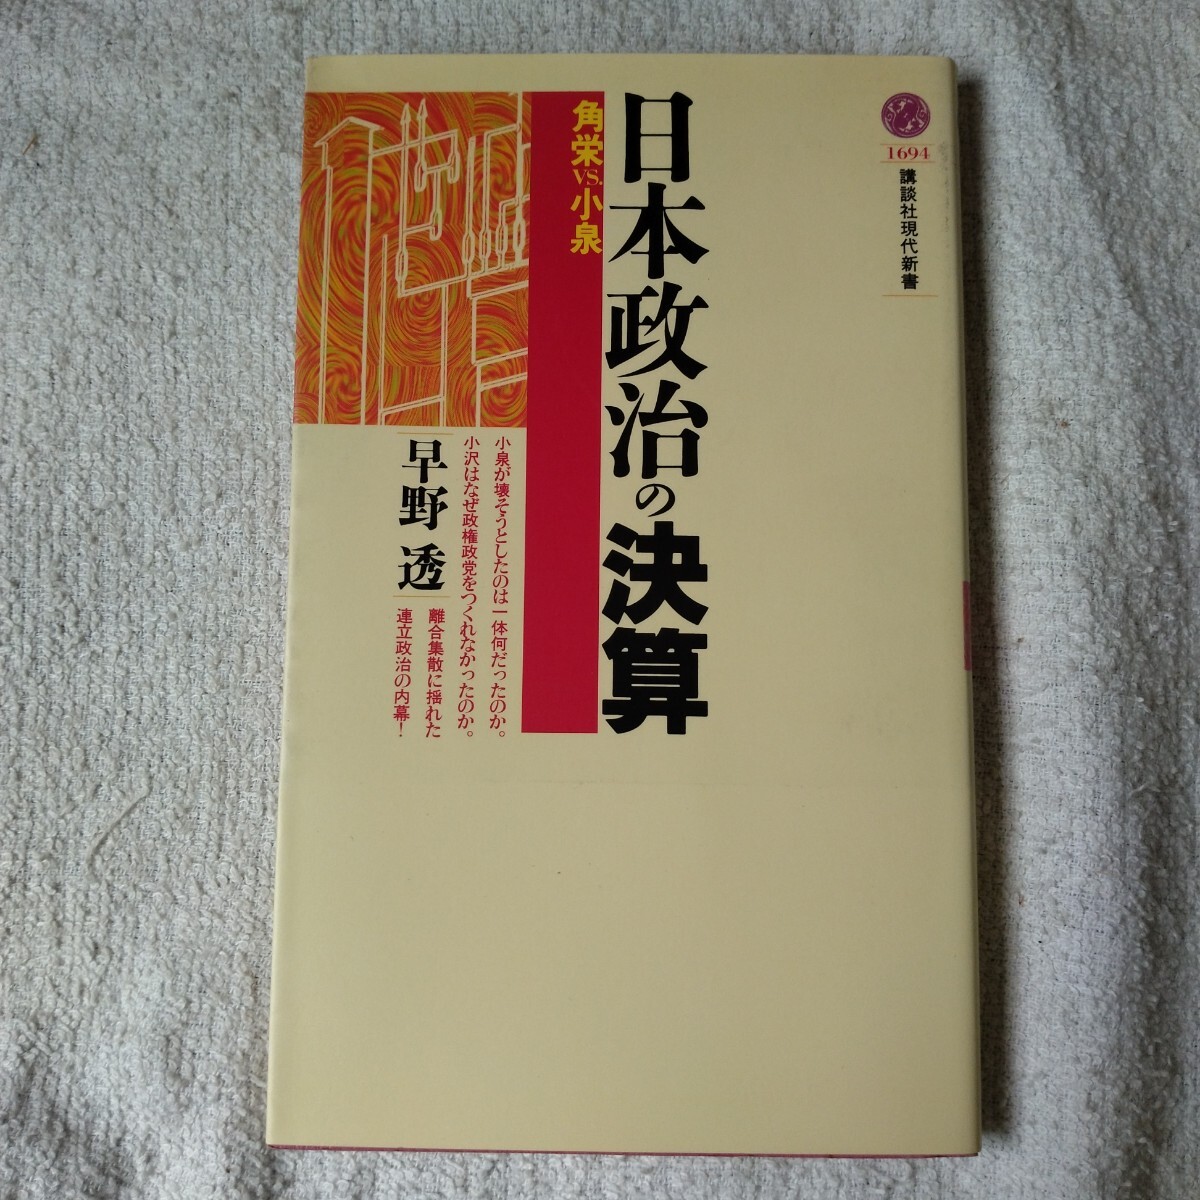 1694
講談社現代新書
日本政治の決算
角栄VS.小泉
小泉が壊そうとしたのは一体何だったのか。
小沢はなぜ政権政党をつくれなかったのか。
離合集散に揺れた
連立政治の内幕!
早野 透